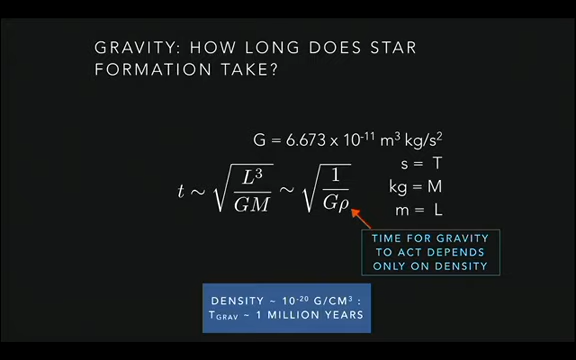 GRAVITY: HOW LONG DOES STAR
FORMATION TAKE?
G = 6.673 x 10⁻¹¹ m³ kg/s²
s = T
t ∼ √(L³/GM) ∼ √(1/Gρ)
kg = M
m = L
TIME FOR GRAVITY
TO ACT DEPENDS
ONLY ON DENSITY
DENSITY ~ 10⁻²⁰ G/CM³ :
T_GRAV ~ 1 MILLION YEARS